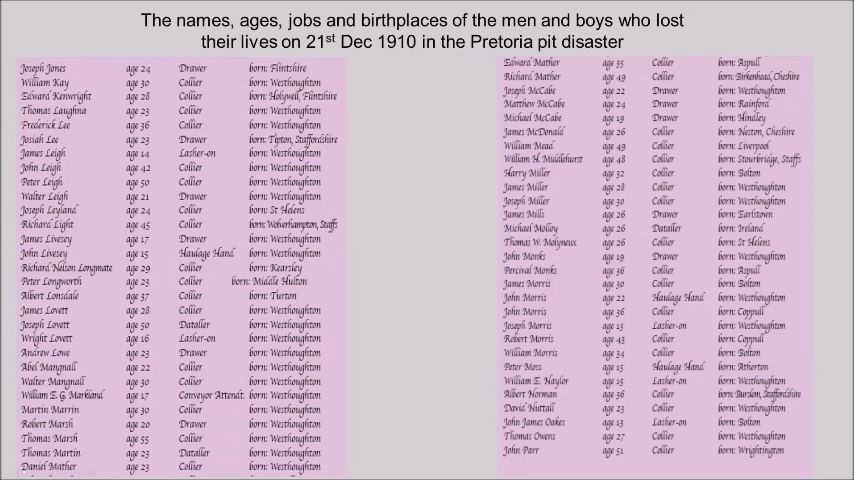 The names, ages, jobs and birthplaces of the men and boys who lost
their lives on 21st Dec 1910 in the Pretoria pit disaster
Joseph Jones age 24 Drawer born: Flintshire
William Kay age 30 Collier born: Westhoughton
Edward Kenwright age 28 Collier born: Holywell, Flintshire
Thomas Laughna age 23 Collier born: Westhoughton
Frederick Lee age 36 Collier born: Westhoughton
Josiah Lee age 23 Drawer born: Tipton, Staffordshire
James Leigh age 14 Lasher-on born: Westhoughton
John Leigh age 42 Collier born: Westhoughton
Peter Leigh age 50 Collier born: Westhoughton
Walter Leigh age 21 Drawer born: Westhoughton
Joseph Leyland age 24 Collier born: St Helens
Richard Light age 45 Collier born: Wolverhampton, Staffs
James Livesey age 17 Drawer born: Westhoughton
John Livesey age 15 Haulage Hand born: Westhoughton
Richard Nelson Longmate age 29 Collier born: Kearsley
Peter Longworth age 23 Collier born: Middle Hulton
Albert Lonsdale age 37 Collier born: Turton
James Lovett age 28 Collier born: Westhoughton
Joseph Lovett age 50 Dataller born: Westhoughton
Wright Lovett age 16 Lasher-on born: Westhoughton
Andrew Lowe age 23 Drawer born: Westhoughton
Abel Mangnall age 22 Collier born: Westhoughton
Walter Mangnall age 30 Collier born: Westhoughton
William E. G. Markland age 17 Conveyor Attendt. born: Westhoughton
Martin Marrin age 30 Collier born: Westhoughton
Robert Marsh age 20 Drawer born: Westhoughton
Thomas Marsh age 55 Collier born: Westhoughton
Thomas Martin age 23 Dataller born: Westhoughton
Daniel Mather age 23 Collier born: Westhoughton
Edward Mather age 35 Collier born: Aspull
Richard Mather age 49 Collier born: Birkenhead, Cheshire
Joseph McCabe age 22 Drawer born: Westhoughton
Matthew McCabe age 24 Drawer born: Rainford
Michael McCabe age 19 Drawer born: Hindley
James McDonald age 26 Collier born: Neston, Cheshire
William Mead age 49 Collier born: Liverpool
William H. Middlehurst age 48 Collier born: Stourbridge, Staffs
Harry Miller age 32 Collier born: Bolton
James Miller age 28 Collier born: Westhoughton
Joseph Miller age 30 Collier born: Westhoughton
James Mills age 26 Drawer born: Earlstown
Michael Molloy age 26 Dataller born: Ireland
Thomas W. Molyneux age 26 Collier born: St Helens
John Monks age 19 Drawer born: Westhoughton
Percival Monks age 36 Collier born: Aspull
James Morris age 30 Collier born: Bolton
John Morris age 22 Haulage Hand born: Westhoughton
John Morris age 36 Collier born: Coppull
Joseph Morris age 13 Lasher-on born: Westhoughton
Robert Morris age 43 Collier born: Coppull
William Morris age 34 Collier born: Bolton
Peter Moss age 15 Haulage Hand born: Atherton
William E. Naylor age 15 Lasher-on born: Westhoughton
Albert Norman age 36 Collier born: Burslem, Staffordshire
David Nuttall age 23 Collier born: Westhoughton
John James Oakes age 13 Lasher-on born: Bolton
Thomas Owens age 27 Collier born: Westhoughton
John Parr age 51 Collier born: Wrightington